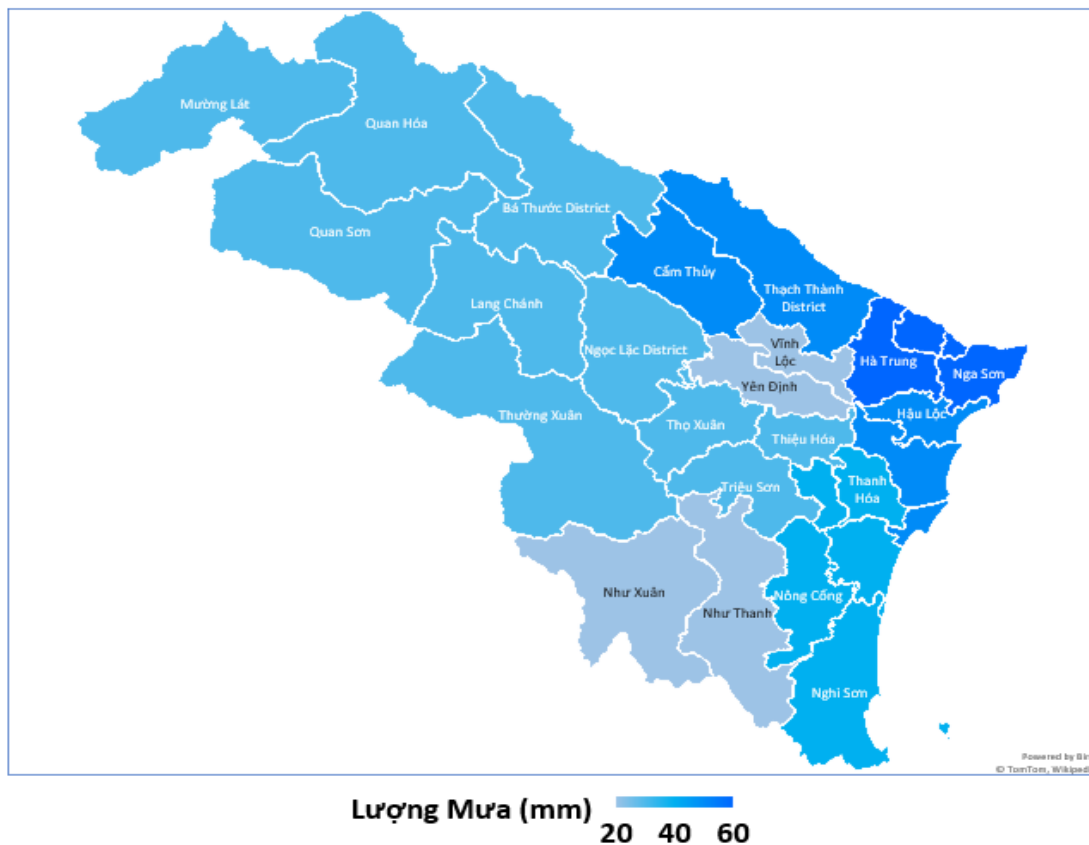 Mường Lát
Quan Hóa
Bá Thước District
Quan Sơn
Cẩm Thủy
Thạch Thành
District
Lang Chánh
Ngọc Lặc District
Vĩnh
Lộc
Hà Trung
Nga Sơn
Yên Định
Hậu Lộc
Thường Xuân
Thọ Xuân
Thiệu Hóa
Triệu Sơn
Thanh
Hóa
Như Xuân
Như Thanh
Nông Cống
Nghi Sơn
Powered by Bin
© TomTom, Wikiped
Lượng Mưa (mm)
20 40 60